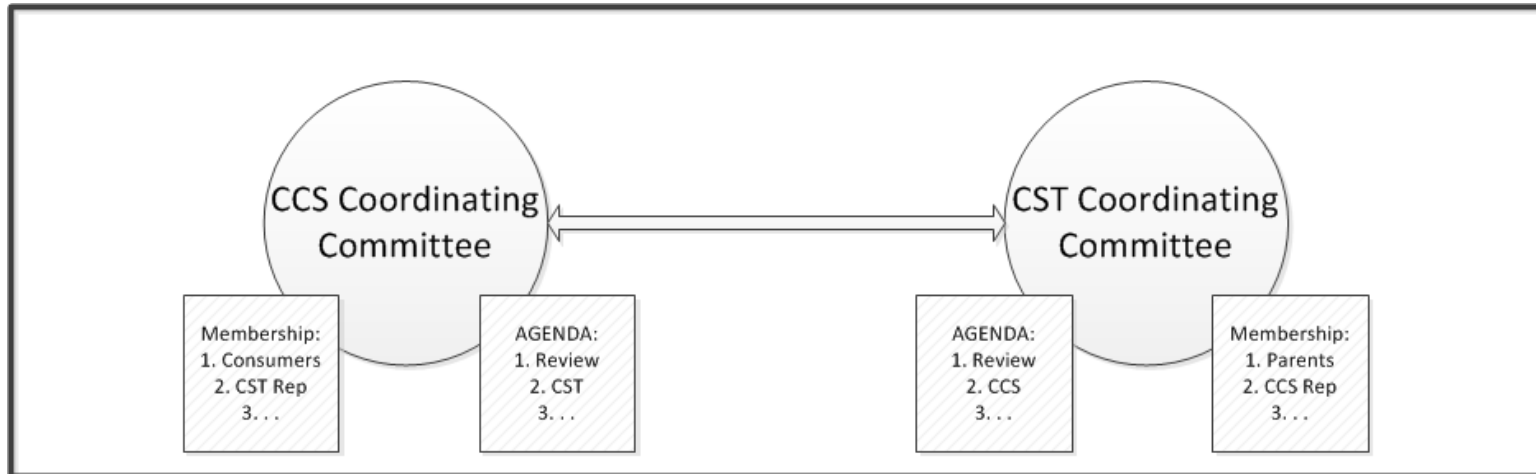 CCS Coordinating
Committee
CST Coordinating
Committee
Membership:
1. Consumers
2. CST Rep
3. . .
AGENDA:
1. Review
2. CST
3. . .
AGENDA:
1. Review
2. CCS
3. . .
Membership:
1. Parents
2. CCS Rep
3. . .